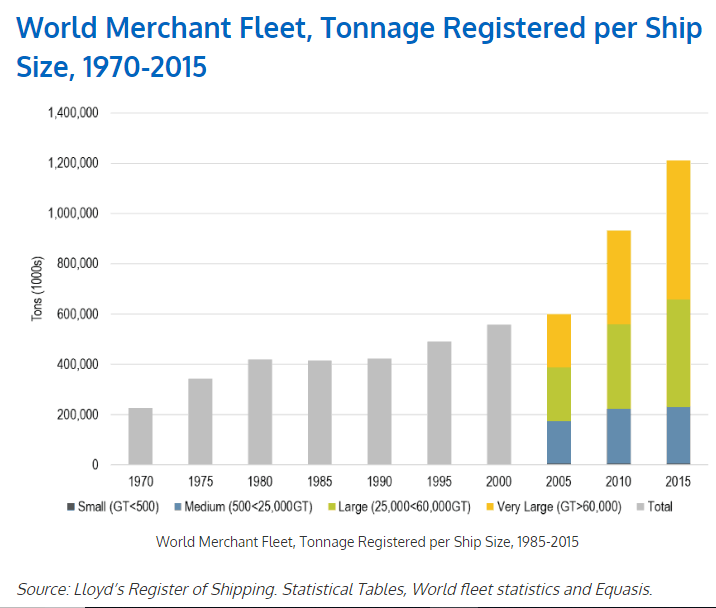 World Merchant Fleet, Tonnage Registered per Ship
Size, 1970-2015
1,400,000
1,200,000
1,000,000
800,000
600,000
400,000
200,000
0
Tons (1000s)
1970 1975 1980 1985 1990 1995 2000 2005 2010 2015
Small (GT<500) Medium (500<25,000GT) Large (25,000<60,000GT) Very Large (GT>60,000) Total
World Merchant Fleet, Tonnage Registered per Ship Size, 1985-2015
Source: Lloyd's Register of Shipping. Statistical Tables, World fleet statistics and Equasis.